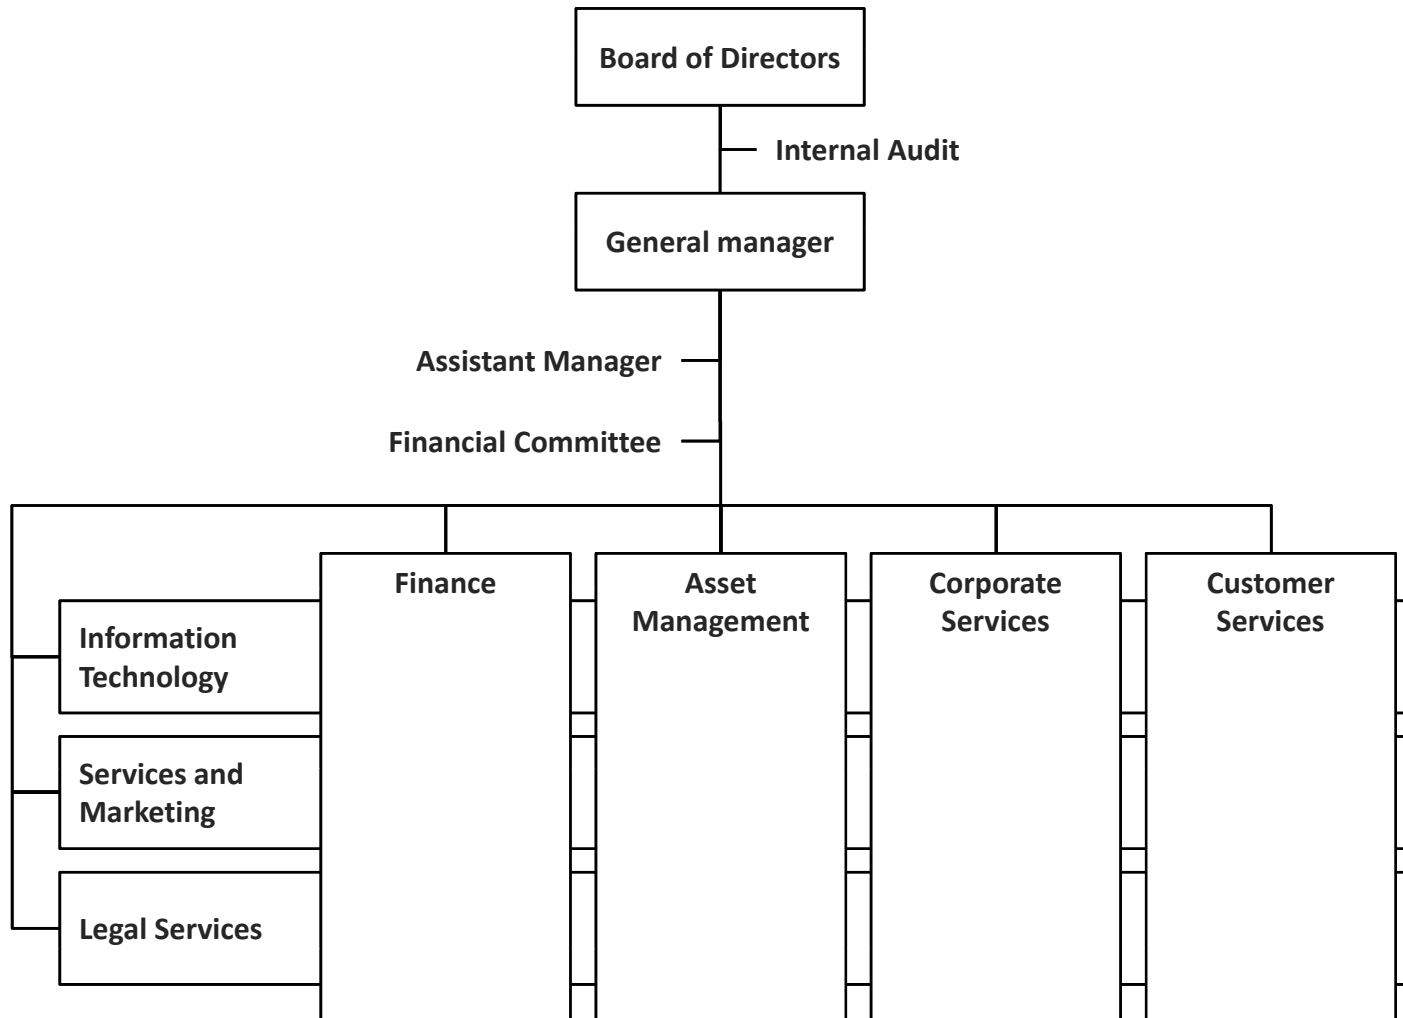 Board of Directors
Internal Audit
General manager
Assistant Manager
Financial Committee
Finance
Asset
Management
Corporate
Services
Customer
Services
Information
Technology
Services and
Marketing
Legal Services